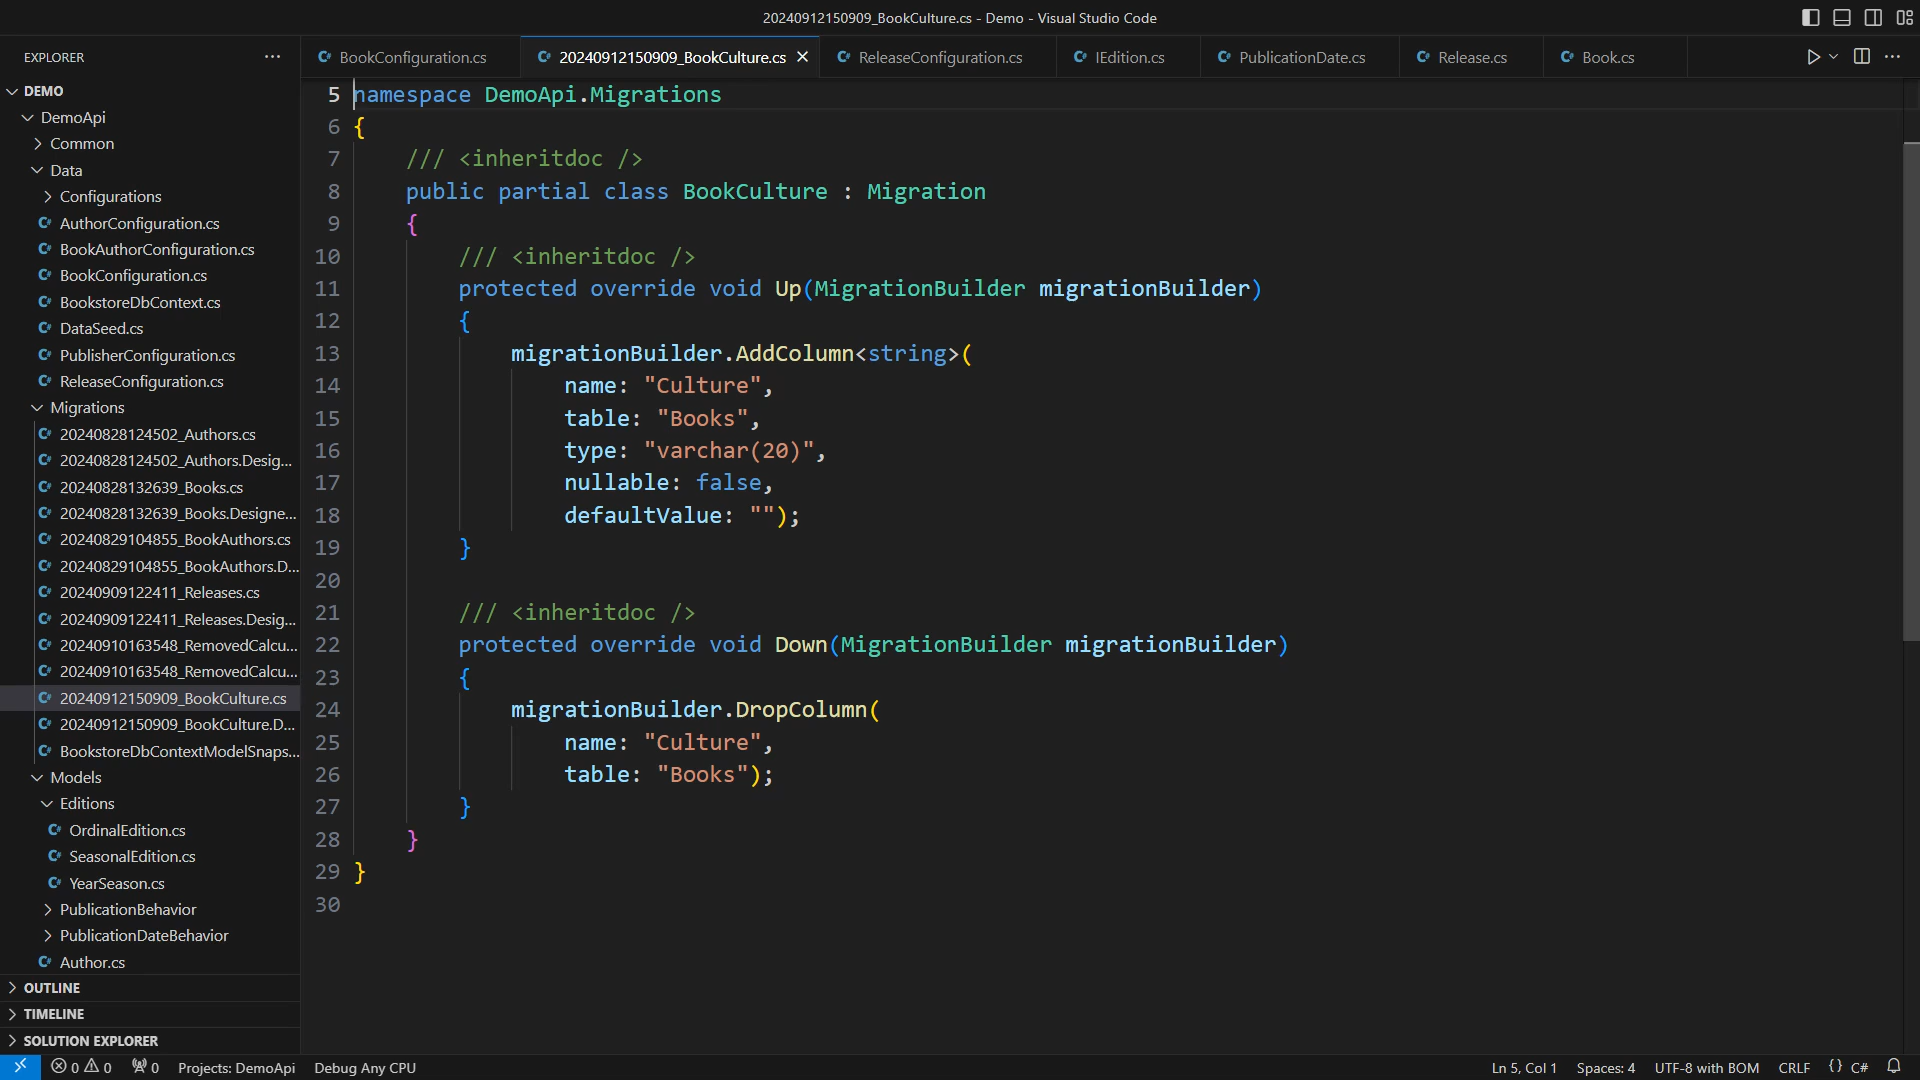 20240912150909_BookCulture.cs - Demo - Visual Studio Code
EXPLORER
BookConfiguration.cs
20240912150909_BookCulture.cs
ReleaseConfiguration.cs
IEdition.cs
PublicationDate.cs
Release.cs
Book.cs
DEMO
DemoApi
Common
Data
Configurations
AuthorConfiguration.cs
BookAuthorConfiguration.cs
BookConfiguration.cs
BookstoreDbContext.cs
DataSeed.cs
PublisherConfiguration.cs
ReleaseConfiguration.cs
Migrations
20240828124502_Authors.cs
20240828124502_Authors.Desig...
20240828132639_Books.cs
20240828132639_Books.Designe...
20240829104855_BookAuthors.cs
20240829104855_BookAuthors.D...
20240909122411_Releases.cs
20240909122411_Releases.Desig...
20240910163548_RemovedCalcu...
20240910163548_RemovedCalcu...
20240912150909_BookCulture.cs
20240912150909_BookCulture.D...
BookstoreDbContextModelSnaps...
Models
Editions
OrdinalEdition.cs
SeasonalEdition.cs
YearSeason.cs
PublicationBehavior
PublicationDateBehavior
Author.cs
OUTLINE
TIMELINE
SOLUTION EXPLORER
5 namespace DemoApi.Migrations
6 {
7     /// <inheritdoc />
8     public partial class BookCulture : Migration
9     {
10         /// <inheritdoc />
11         protected override void Up(MigrationBuilder migrationBuilder)
12         {
13             migrationBuilder.AddColumn<string>(
14                 name: "Culture",
15                 table: "Books",
16                 type: "varchar(20)",
17                 nullable: false,
18                 defaultValue: "");
19         }
20
21         /// <inheritdoc />
22         protected override void Down(MigrationBuilder migrationBuilder)
23         {
24             migrationBuilder.DropColumn(
25                 name: "Culture",
26                 table: "Books");
27         }
28     }
29 }
30
0 0 0 Projects: DemoApi Debug Any CPU Ln 5, Col 1 Spaces: 4 UTF-8 with BOM CRLF {} C#